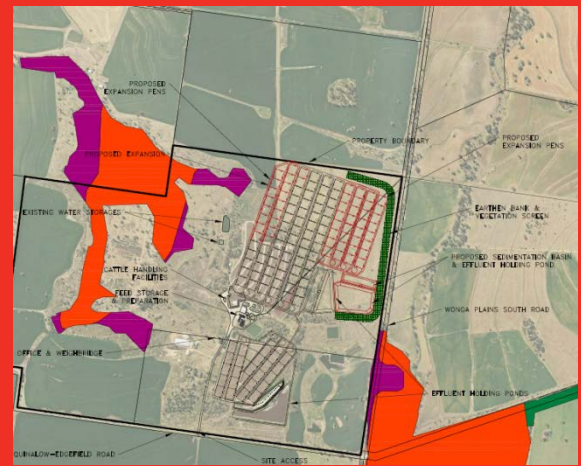 PROPOSED
EXPANSION PENS
PROPERTY BOUNDARY
PROPOSED
EXPANSION PENS
PROPOSED EXPANSION
EARTHEN BANK &
VEGETATION SCREEN
EXISTING WATER STORAGES
PROPOSED SEDIMENTATION BASIN
& EFFLUENT HOLDING POND
CATTLE HANDLING
FACILITIES
FEED STORAGE
& PREPARATION
WONGA PLAINS SOUTH ROAD
OFFICE & WEIGHBRIDGE
EFFLUENT HOLDING PONDS
QUINALOW-EDGEFIELD ROAD
SITE ACCESS